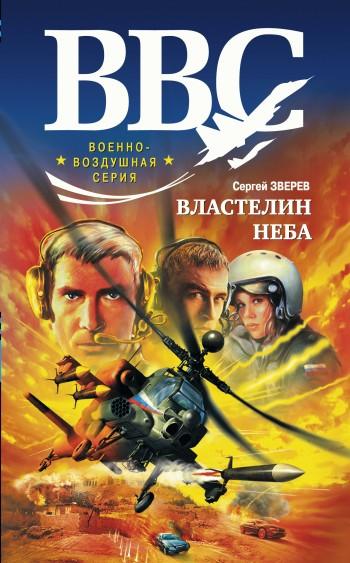 ВВС
ВОЕННО-
ВОЗДУШНАЯ
СЕРИЯ
Сергей ЗВЕРЕВ
ВЛАСТЕЛИН
НЕБА